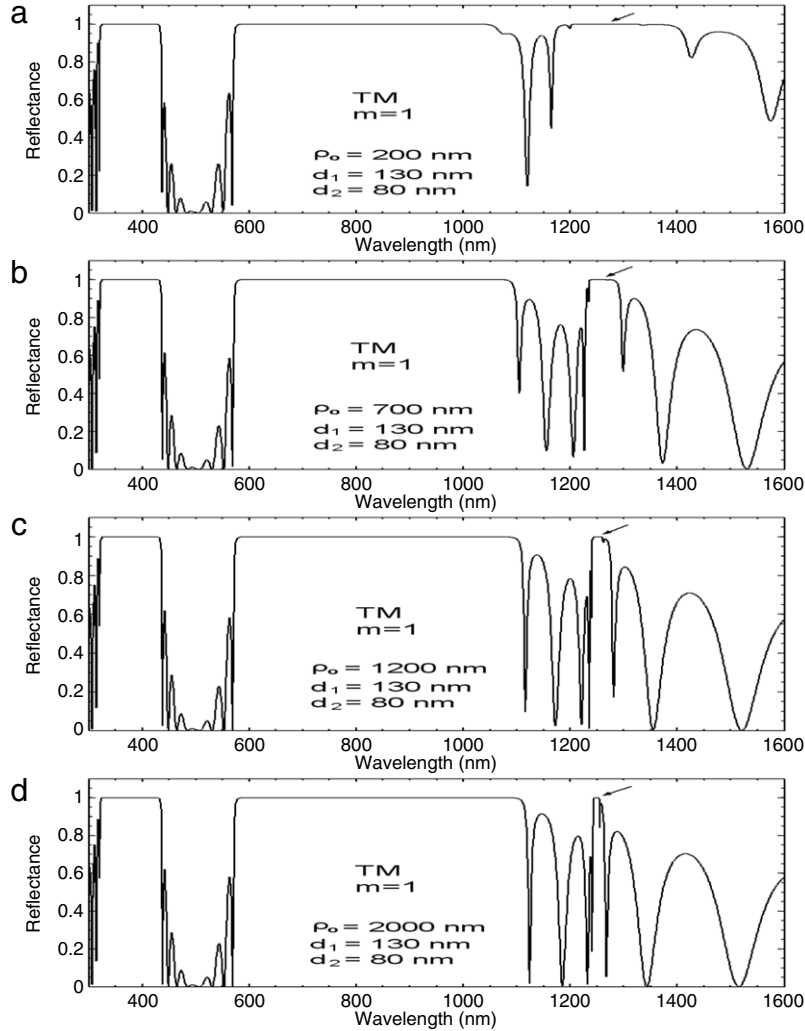 a
1
0.8
0.6
0.4
0.2
0
Reflectance
TM
m=1
ρₒ = 200 nm
d₁ = 130 nm
d₂ = 80 nm
400 600 800 1000 1200 1400 1600
Wavelength (nm)
b
1
0.8
0.6
0.4
0.2
0
Reflectance
TM
m=1
ρₒ = 700 nm
d₁ = 130 nm
d₂ = 80 nm
400 600 800 1000 1200 1400 1600
Wavelength (nm)
c
1
0.8
0.6
0.4
0.2
0
Reflectance
TM
m=1
ρₒ = 1200 nm
d₁ = 130 nm
d₂ = 80 nm
400 600 800 1000 1200 1400 1600
Wavelength (nm)
d
1
0.8
0.6
0.4
0.2
0
Reflectance
TM
m=1
ρₒ = 2000 nm
d₁ = 130 nm
d₂ = 80 nm
400 600 800 1000 1200 1400 1600
Wavelength (nm)